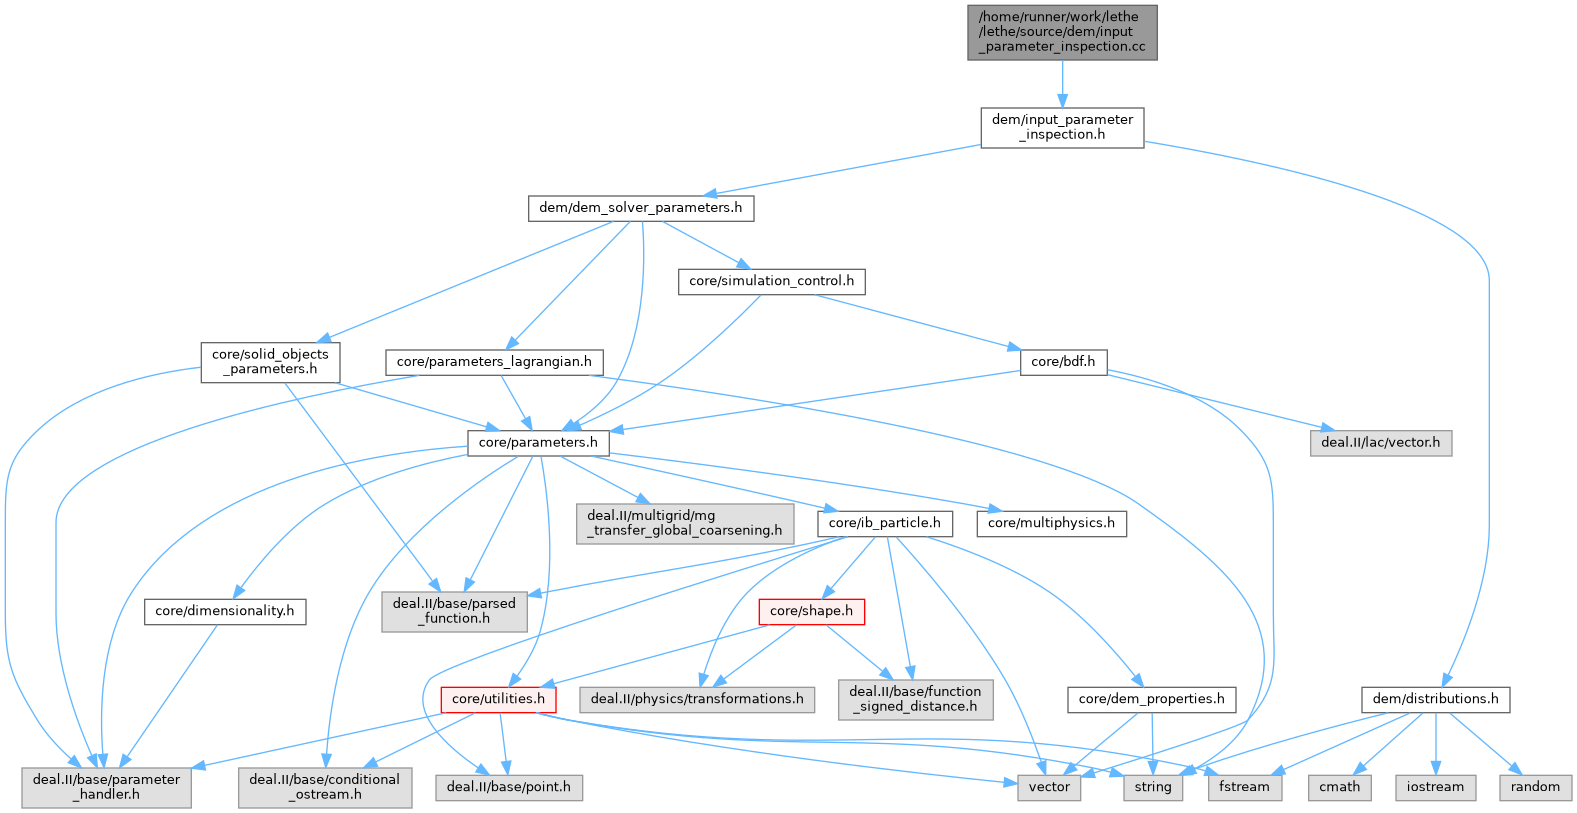 /home/runner/work/lethe
/lethe/source/dem/input
_parameter_inspection.cc
dem/input_parameter
_inspection.h
dem/dem_solver_parameters.h
core/simulation_control.h
core/solid_objects
_parameters.h
core/parameters_lagrangian.h
core/bdf.h
core/parameters.h
deal.II/lac/vector.h
deal.II/multigrid/mg
_transfer_global_coarsening.h
core/ib_particle.h
core/multiphysics.h
core/dimensionality.h
deal.II/base/parsed
_function.h
core/shape.h
core/utilities.h
deal.II/physics/transformations.h
deal.II/base/function
_signed_distance.h
core/dem_properties.h
dem/distributions.h
deal.II/base/parameter
_handler.h
deal.II/base/conditional
_ostream.h
deal.II/base/point.h
vector
string
fstream
cmath
iostream
random